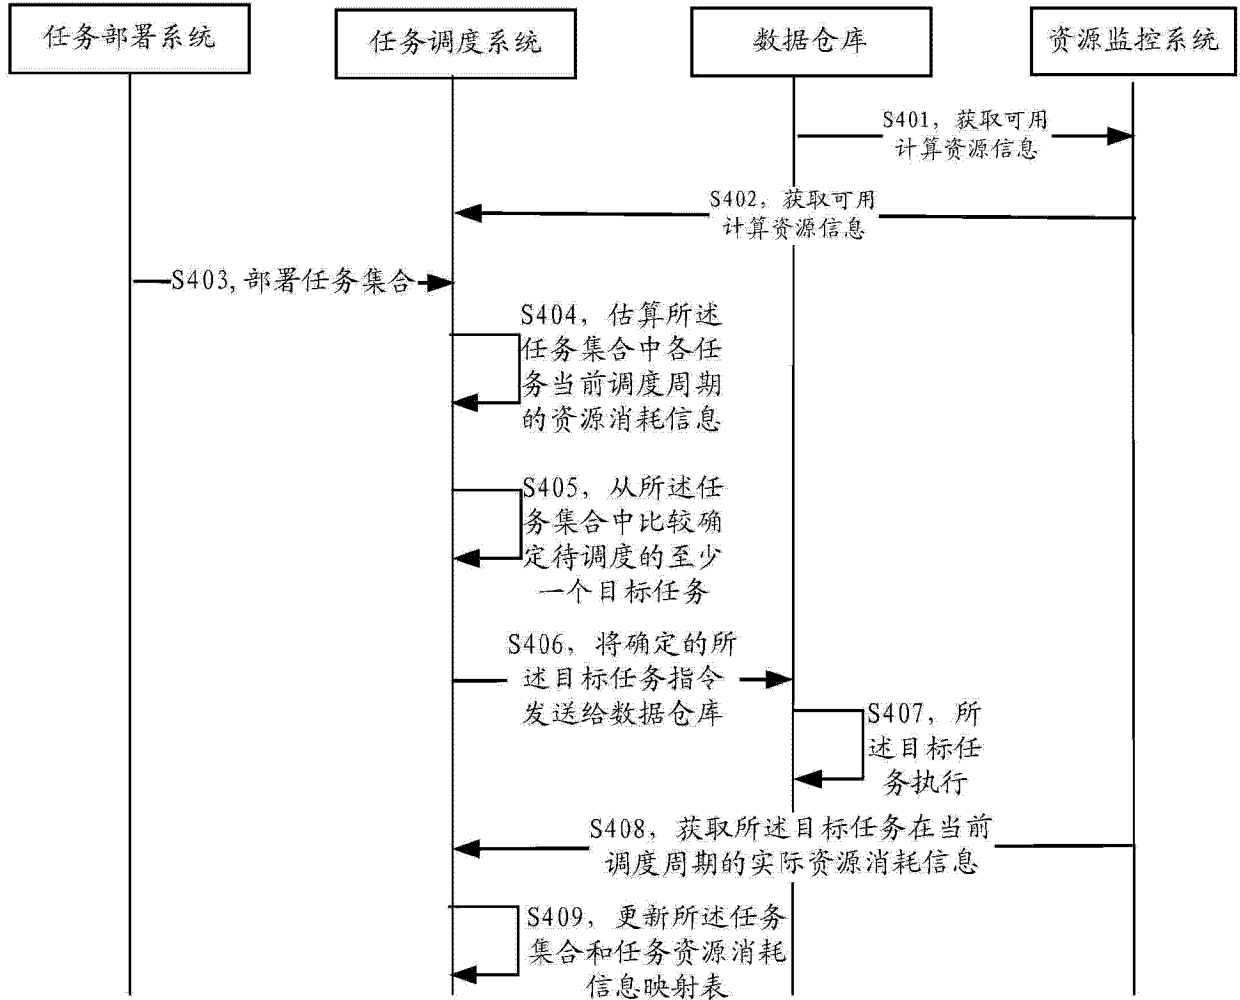 任务部署系统
任务调度系统
数据仓库
资源监控系统
S401，获取可用
计算资源信息
S402，获取可用
计算资源信息
S403,部署任务集合
S404，估算所述
任务集合中各任
务当前调度周期
的资源消耗信息
S405，从所述任
务集合中比较确
定待调度的至少
一个目标任务
S406，将确定的所
述目标任务指令
发送给数据仓库
S407，所
述目标任
务执行
S408，获取所述目标任务在当前
调度周期的实际资源消耗信息
S409，更新所述任务
集合和任务资源消耗
信息映射表